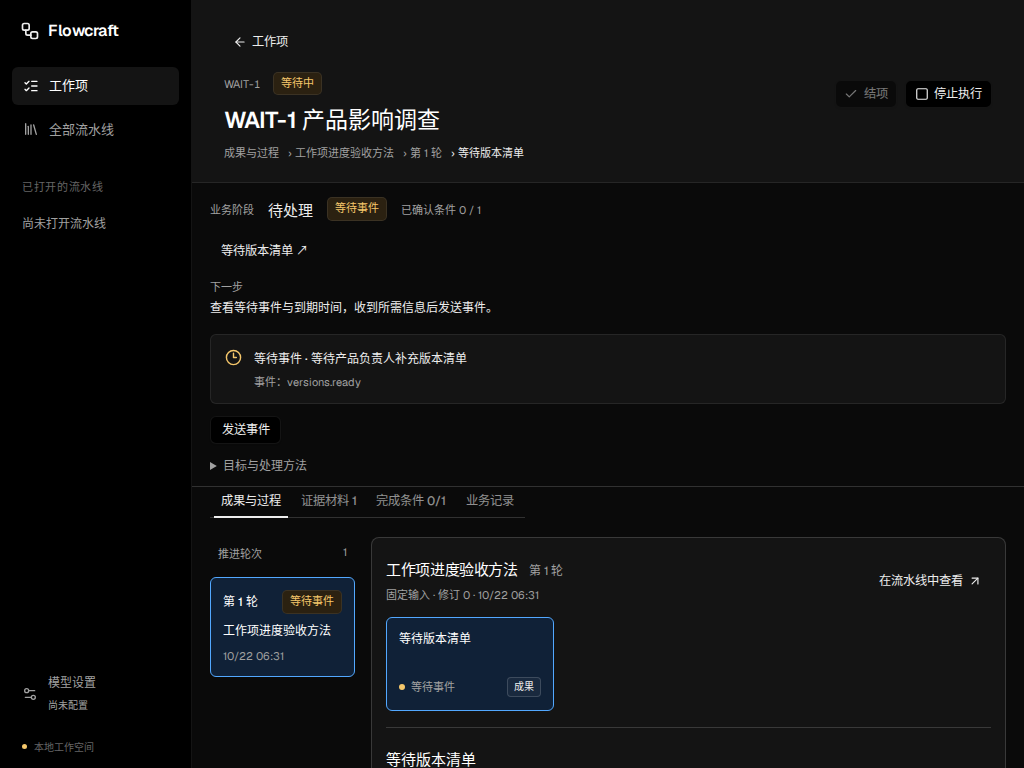 Flowcraft
工作项
全部流水线
已打开的流水线
尚未打开流水线
模型设置
尚未配置
本地工作空间
← 工作项
WAIT-1 等待中
WAIT-1 产品影响调查
成果与过程 › 工作项进度验收方法 › 第 1 轮 › 等待版本清单
结项
停止执行
业务阶段 待处理 等待事件 已确认条件 0 / 1
等待版本清单 ↗
下一步
查看等待事件与到期时间，收到所需信息后发送事件。
等待事件 · 等待产品负责人补充版本清单
事件：versions.ready
发送事件
目标与处理方法
成果与过程 证据材料 1 完成条件 0/1 业务记录
推进轮次 1
第 1 轮 等待事件
工作项进度验收方法
10/22 06:31
工作项进度验收方法 第 1 轮
固定输入 · 修订 0 · 10/22 06:31
在流水线中查看
等待版本清单
等待事件 成果
等待版本清单